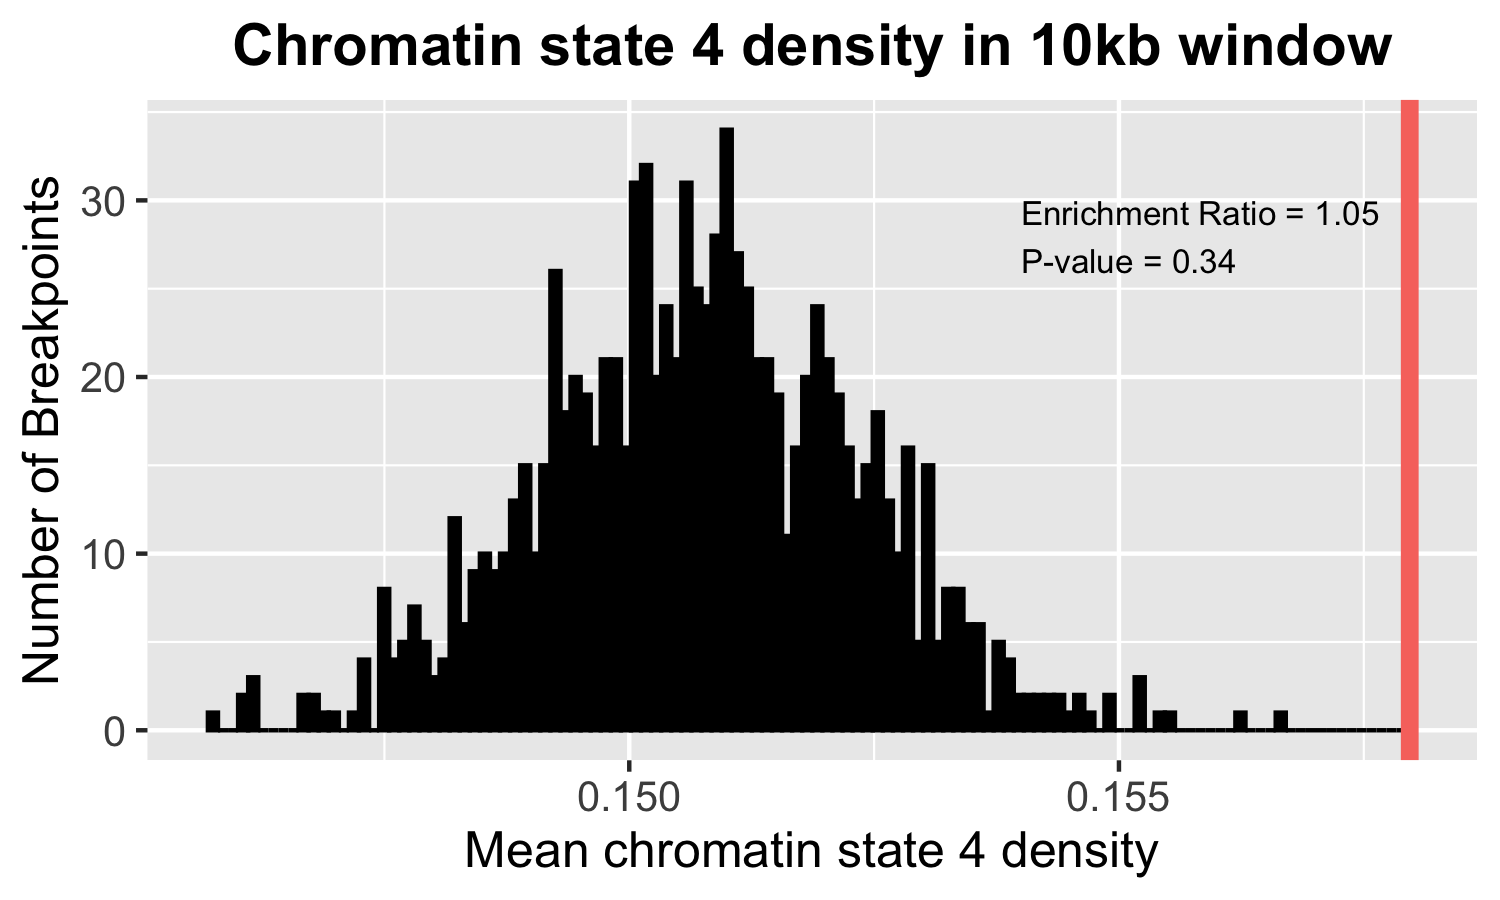 Chromatin state 4 density in 10kb window
Number of Breakpoints
30
20
10
0
Enrichment Ratio = 1.05
P-value = 0.34
0.150
0.155
Mean chromatin state 4 density